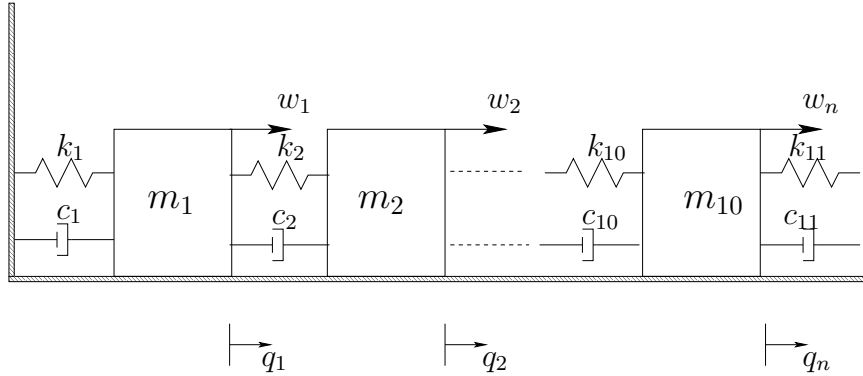 w₁ w₂ wₙ
k₁ k₂ k₁₀ k₁₁
m₁ m₂ m₁₀
c₁ c₂ c₁₀ c₁₁
q₁ q₂ qₙ